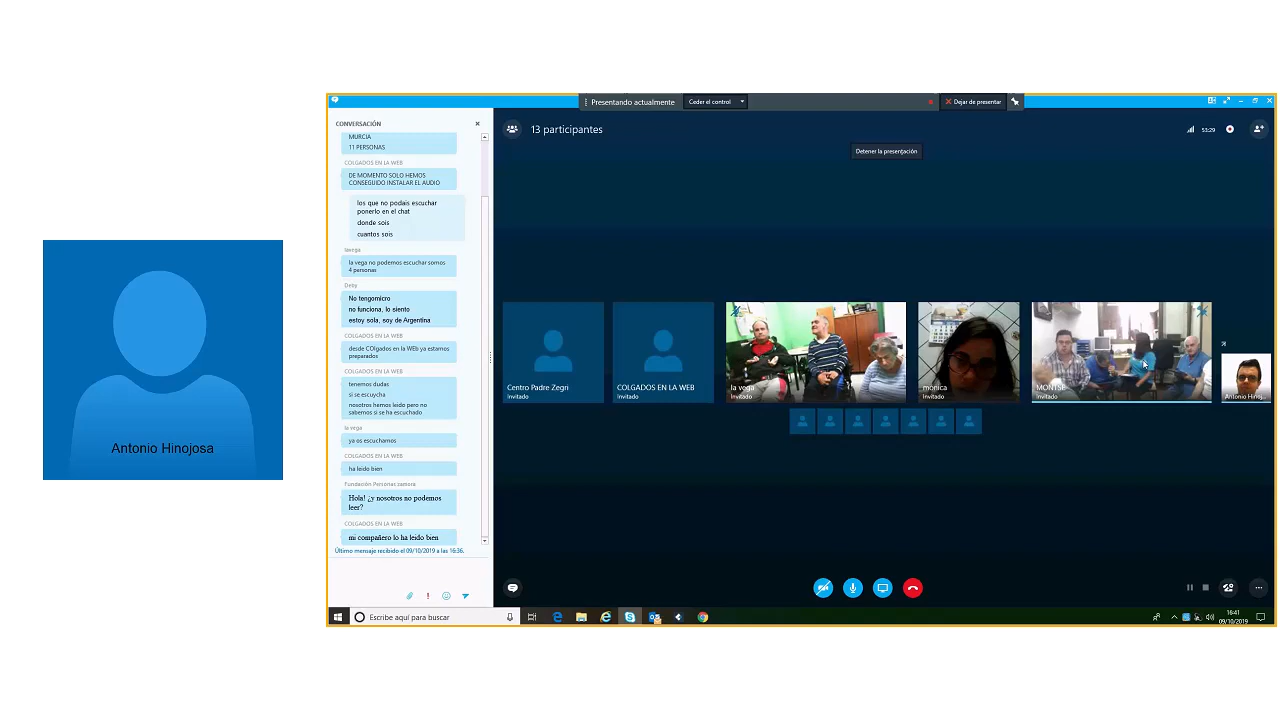 Antonio Hinojosa
Presentando actualmente
Ceder el control
Dejar de presentar
CONVERSACIÓN
MURCIA
11 PERSONAS
COLGADOS EN LA WEB
DE MOMENTO SOLO HEMOS
CONSEGUIDO INSTALAR EL AUDIO
los que no podais escuchar
ponerlo en el chat
donde sois
cuantos sois
lavega
la vega no podemos escuchar somos
4 personas
Deby
No tengomicro
no funciona, lo siento
estoy sola, soy de Argentina
COLGADOS EN LA WEB
desde COlgados en la WEb ya estamos
preparados
COLGADOS EN LA WEB
tenemos dudas
si se escuycha
nosotros hemos leido pero no
sabemos si se ha escuchado
la vega
ya os escuchamos
COLGADOS EN LA WEB
ha leido bien
Fundación Personas zamora
Hola! ¿y nosotros no podemos
leer?
COLGADOS EN LA WEB
mi compañero lo ha leido bien
Último mensaje recibido el 09/10/2019 a las 16:36.
13 participantes
53:29
Detener la presentación
Centro Padre Zegri
Invitado
COLGADOS EN LA WEB
Invitado
la vega
Invitado
monica
Invitado
MONTSE
Invitado
Antonio Hinoj...
Escribe aquí para buscar
16:41
09/10/2019